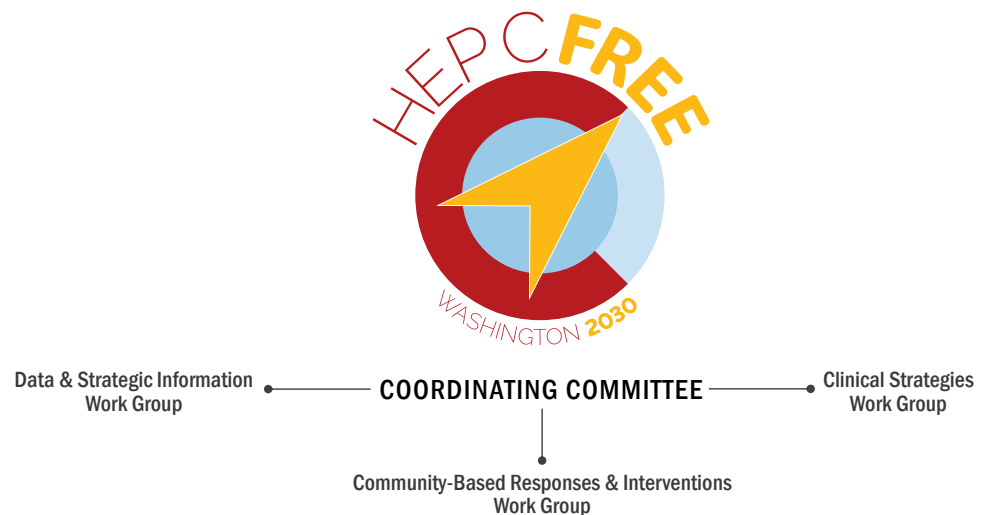 HEP C FREE
WASHINGTON 2030
Data & Strategic Information
Work Group
COORDINATING COMMITTEE
Clinical Strategies
Work Group
Community-Based Responses & Interventions
Work Group